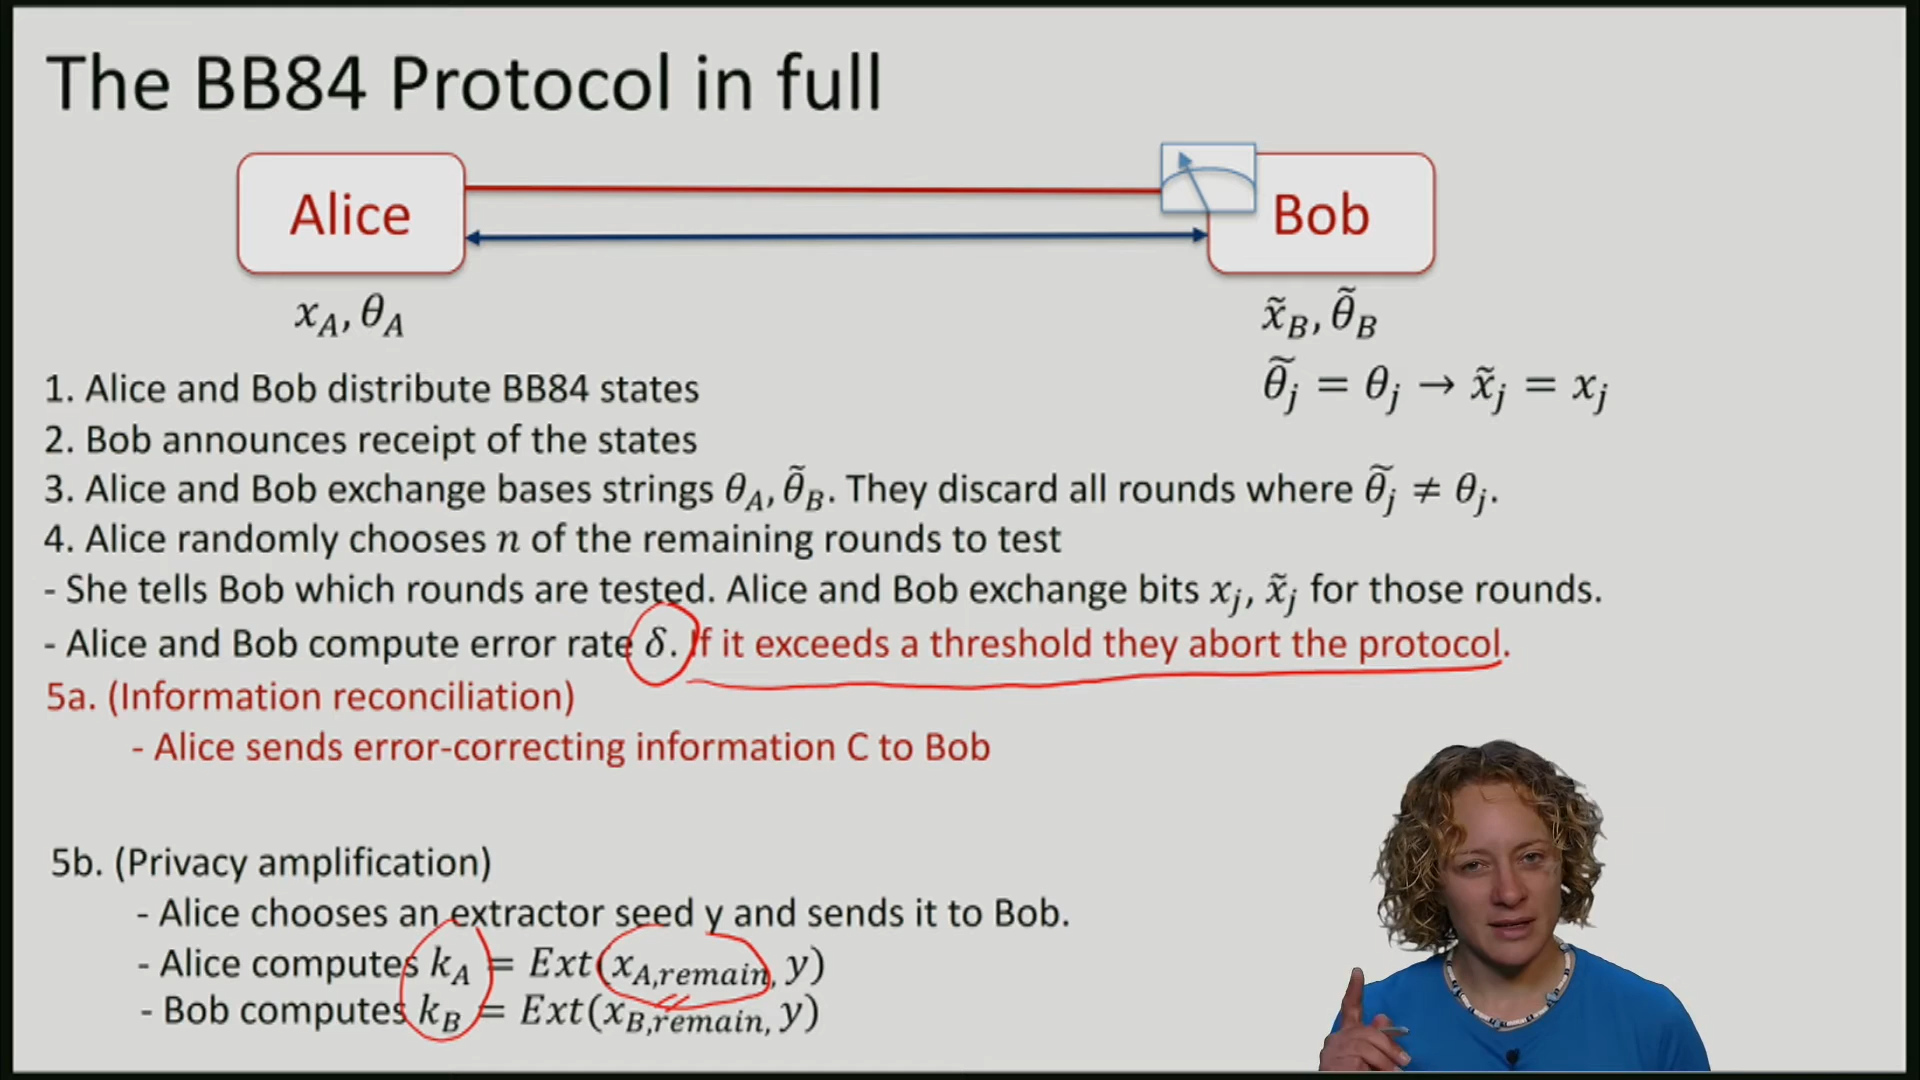 The BB84 Protocol in full
Alice
Bob
x_A, θ_A
x̃_B, θ̃_B
θ̃_j = θ_j → x̃_j = x_j
1. Alice and Bob distribute BB84 states
2. Bob announces receipt of the states
3. Alice and Bob exchange bases strings θ_A, θ̃_B. They discard all rounds where θ̃_j ≠ θ_j.
4. Alice randomly chooses n of the remaining rounds to test
- She tells Bob which rounds are tested. Alice and Bob exchange bits x_j, x̃_j for those rounds.
- Alice and Bob compute error rate δ. If it exceeds a threshold they abort the protocol.
5a. (Information reconciliation)
- Alice sends error-correcting information C to Bob
5b. (Privacy amplification)
- Alice chooses an extractor seed y and sends it to Bob.
- Alice computes k_A = Ext(x_A,remain, y)
- Bob computes k_B = Ext(x_B,remain, y)